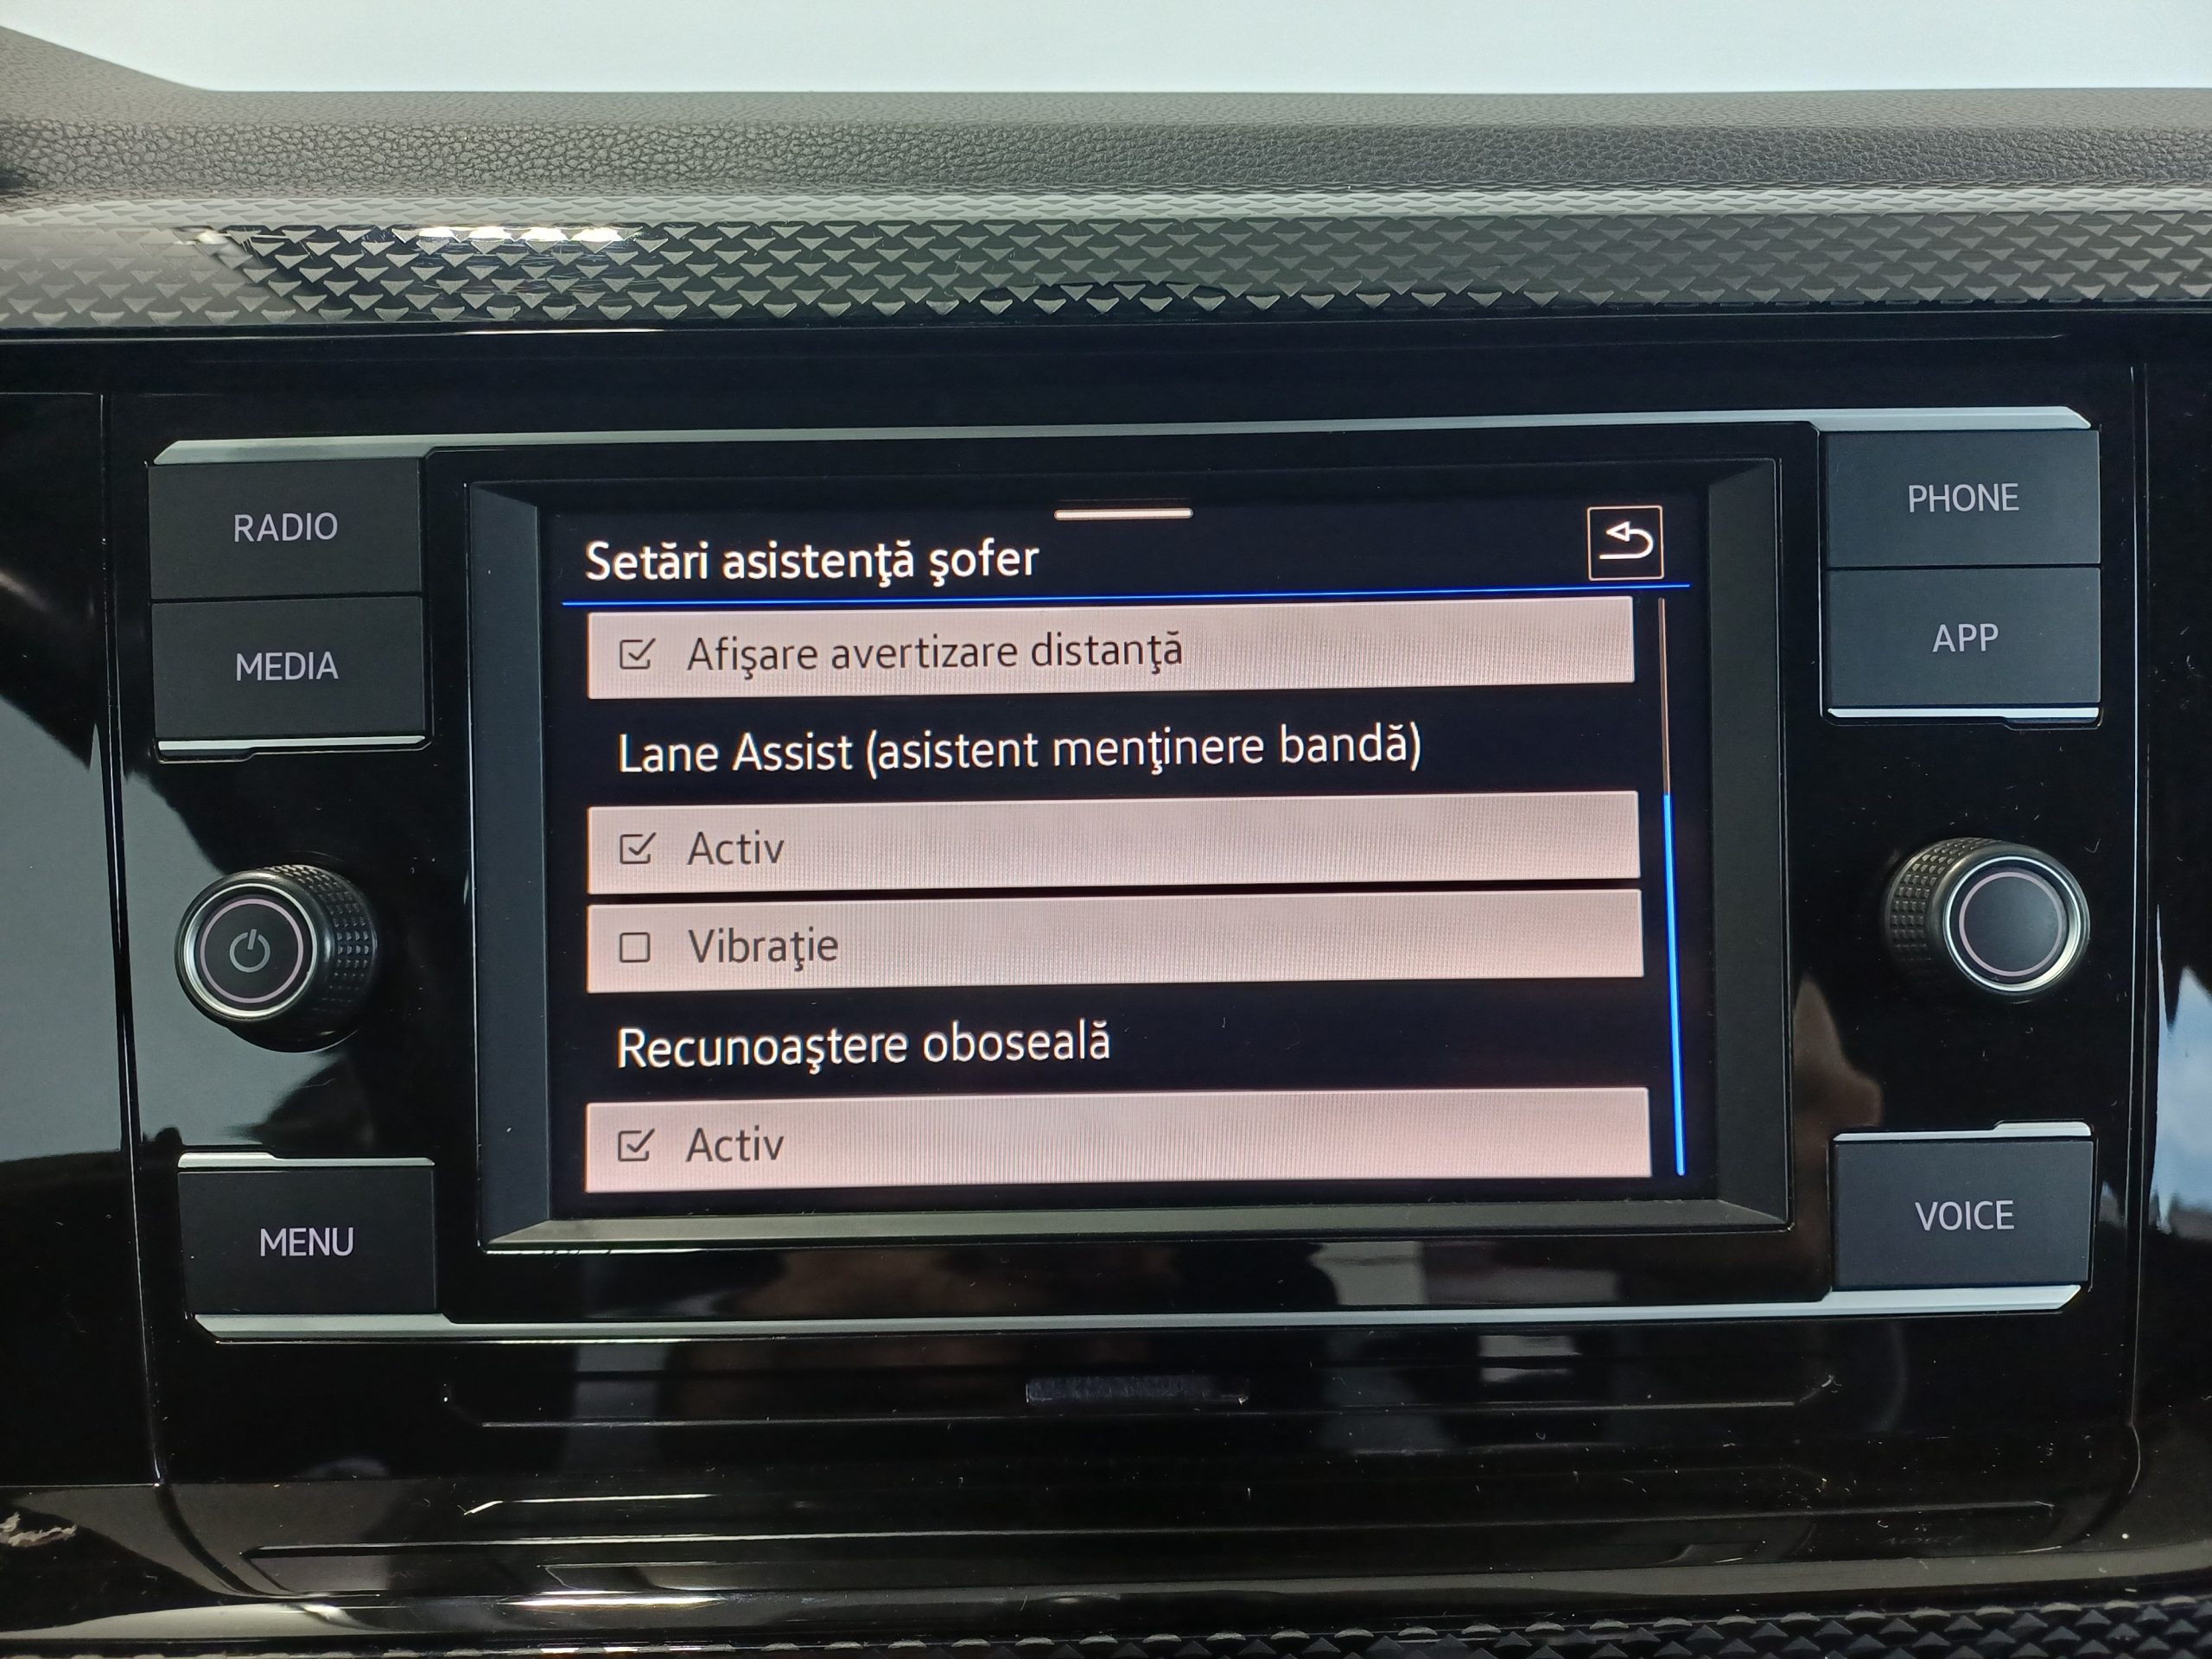 RADIO
MEDIA
MENU
Setări asistenţă şofer
Afişare avertizare distanţă
Lane Assist (asistent menţinere bandă)
Activ
Vibraţie
Recunoaştere oboseală
Activ
PHONE
APP
VOICE